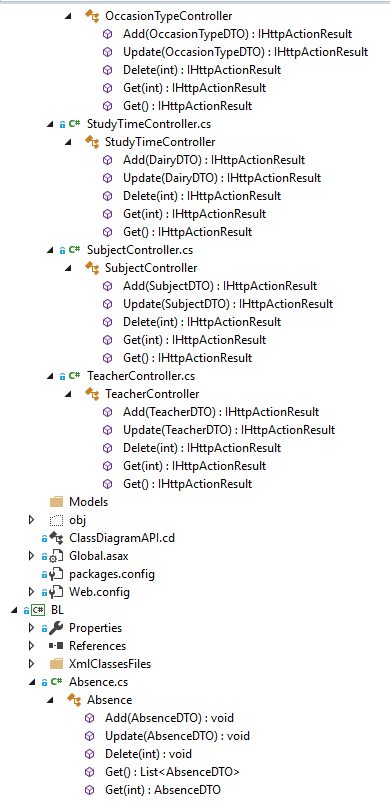 OccasionTypeController
Add(OccasionTypeDTO) : IHttpActionResult
Update(OccasionTypeDTO) : IHttpActionResult
Delete(int) : IHttpActionResult
Get(int) : IHttpActionResult
Get() : IHttpActionResult
C# StudyTimeController.cs
StudyTimeController
Add(DairyDTO) : IHttpActionResult
Update(DairyDTO) : IHttpActionResult
Delete(int) : IHttpActionResult
Get(int) : IHttpActionResult
Get() : IHttpActionResult
C# SubjectController.cs
SubjectController
Add(SubjectDTO) : IHttpActionResult
Update(SubjectDTO) : IHttpActionResult
Delete(int) : IHttpActionResult
Get(int) : IHttpActionResult
Get() : IHttpActionResult
C# TeacherController.cs
TeacherController
Add(TeacherDTO) : IHttpActionResult
Update(TeacherDTO) : IHttpActionResult
Delete(int) : IHttpActionResult
Get(int) : IHttpActionResult
Get() : IHttpActionResult
Models
obj
ClassDiagramAPI.cd
Global.asax
packages.config
Web.config
C# BL
Properties
References
XmlClassesFiles
C# Absence.cs
Absence
Add(AbsenceDTO) : void
Update(AbsenceDTO) : void
Delete(int) : void
Get() : List<AbsenceDTO>
Get(int) : AbsenceDTO